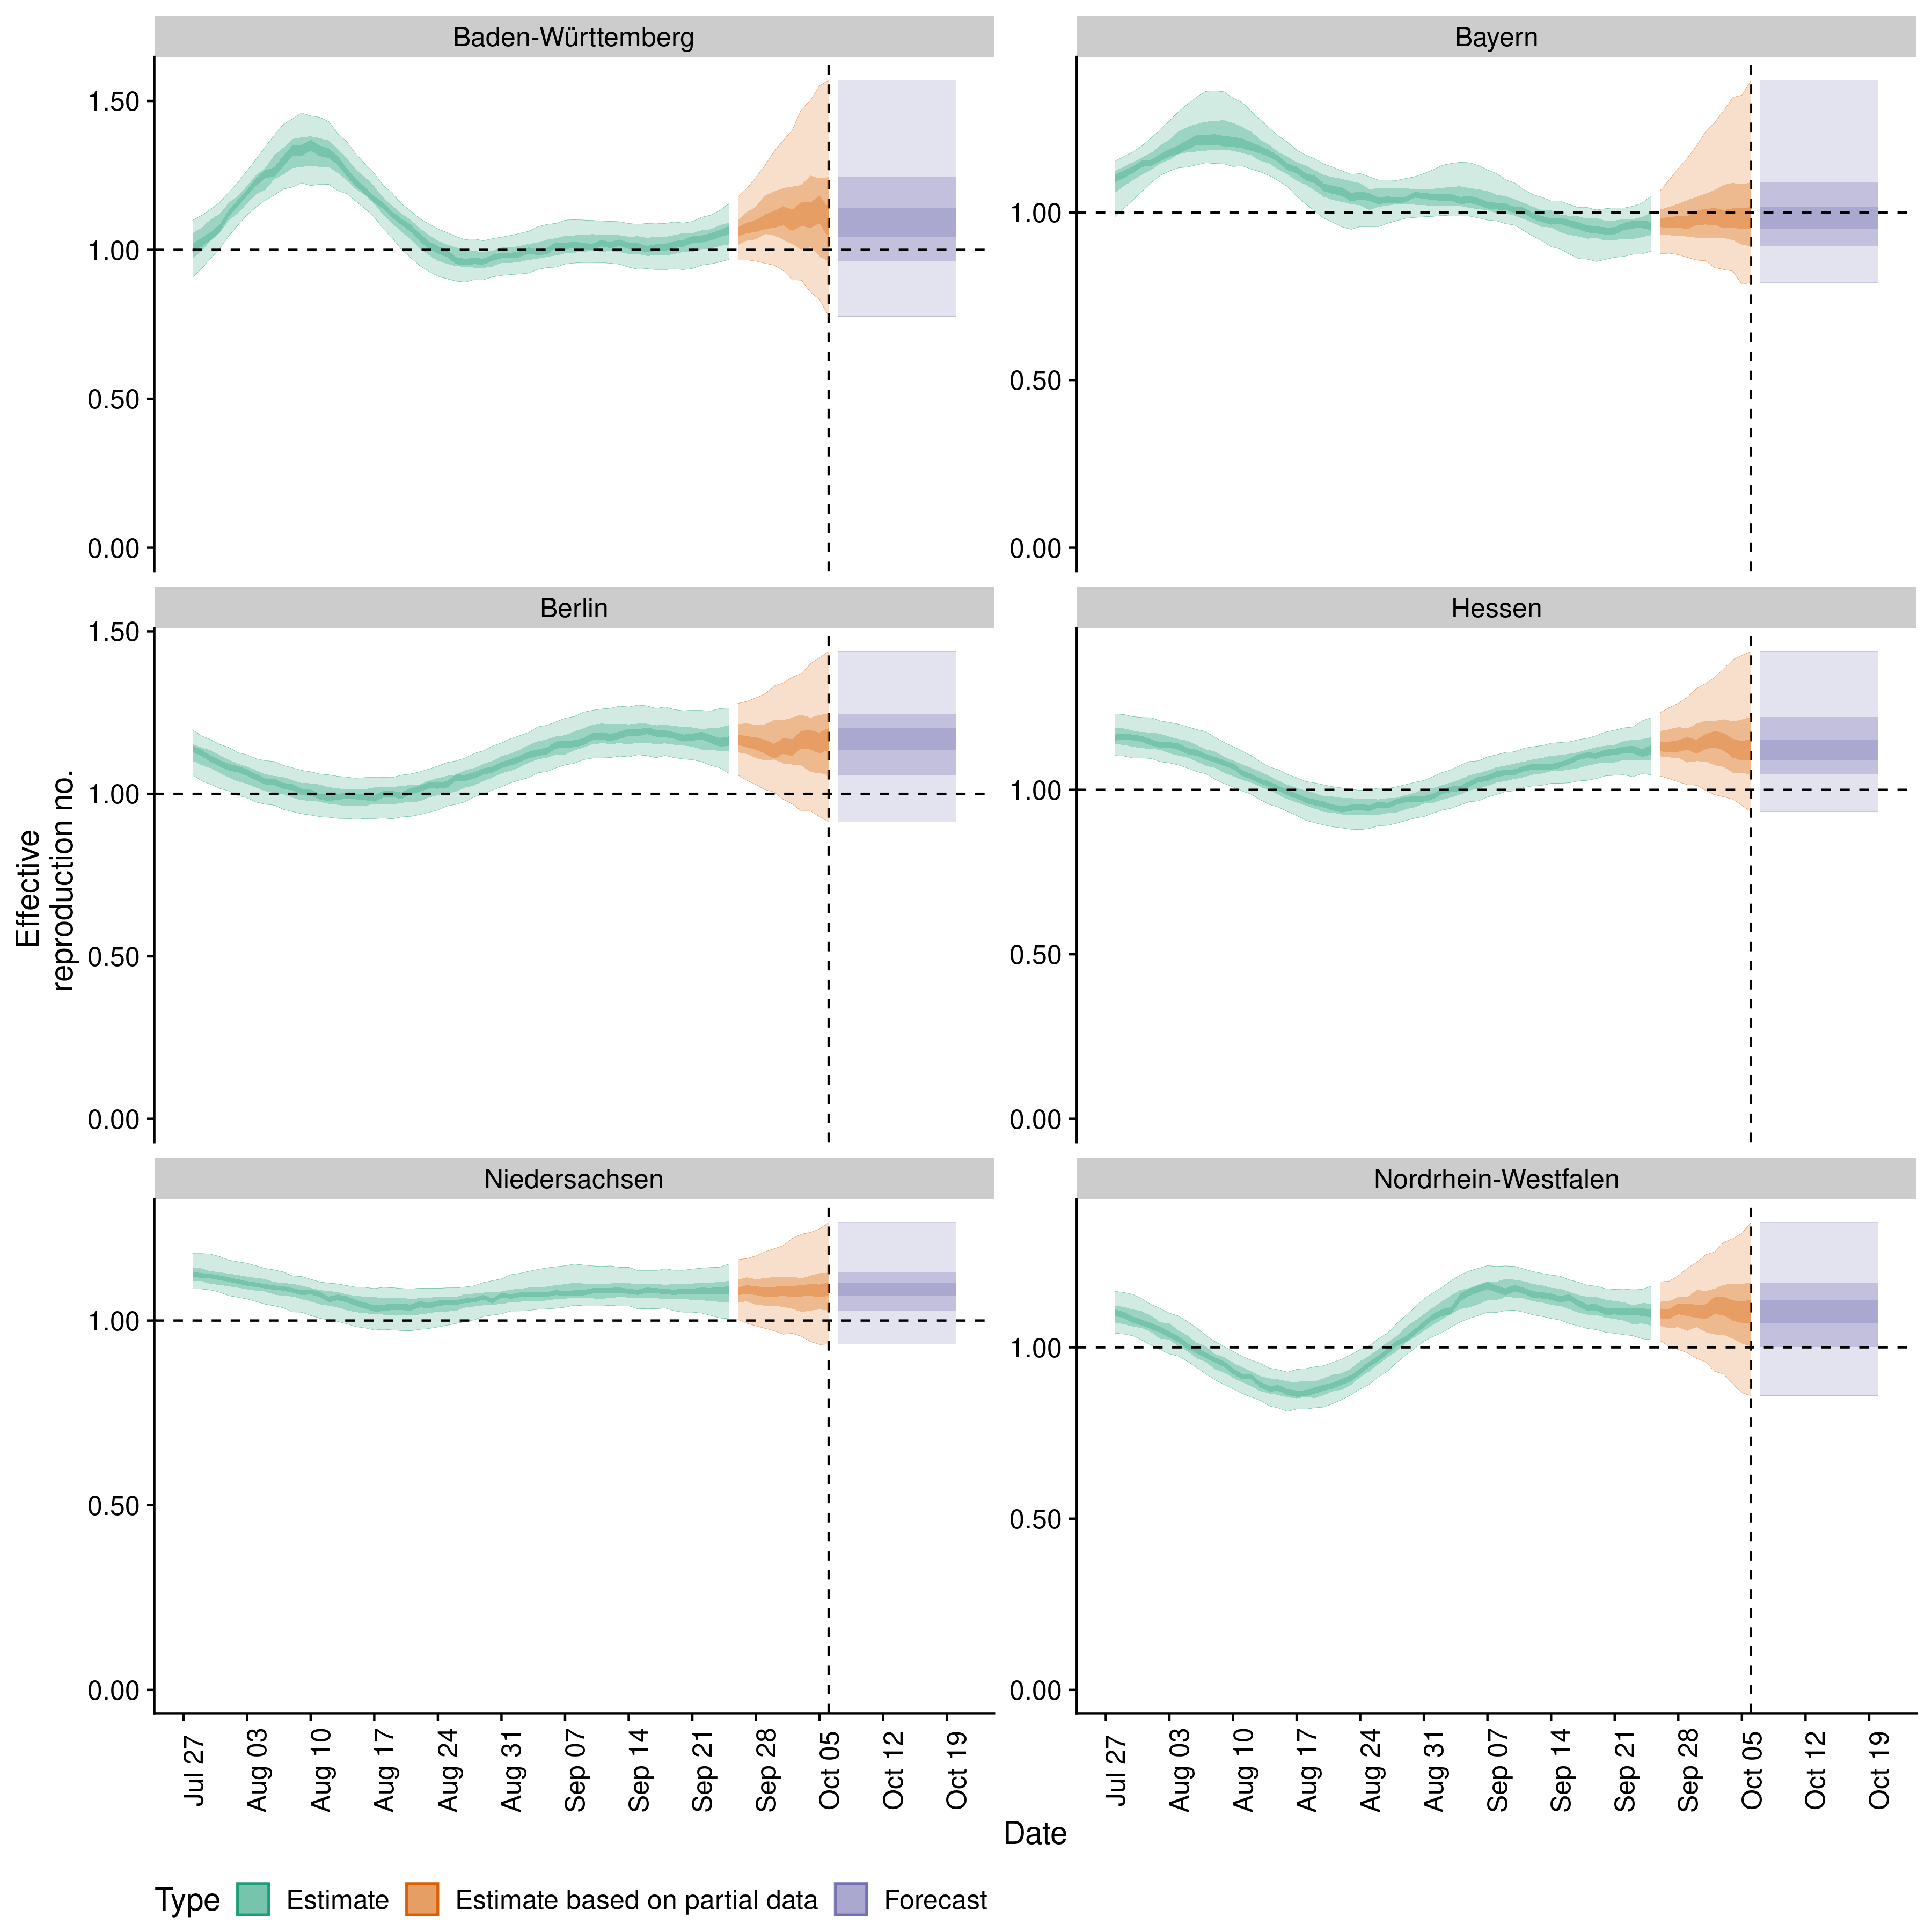 Baden-Württemberg
Bayern
1.50
1.00
0.50
0.00
1.00
0.50
0.00
Berlin
Hessen
1.50
1.00
0.50
0.00
1.00
0.50
0.00
Effective
reproduction no.
Niedersachsen
Nordrhein-Westfalen
1.00
0.50
0.00
1.00
0.50
0.00
Jul 27
Aug 03
Aug 10
Aug 17
Aug 24
Aug 31
Sep 07
Sep 14
Sep 21
Sep 28
Oct 05
Oct 12
Oct 19
Jul 27
Aug 03
Aug 10
Aug 17
Aug 24
Aug 31
Sep 07
Sep 14
Sep 21
Sep 28
Oct 05
Oct 12
Oct 19
Date
Type Estimate Estimate based on partial data Forecast